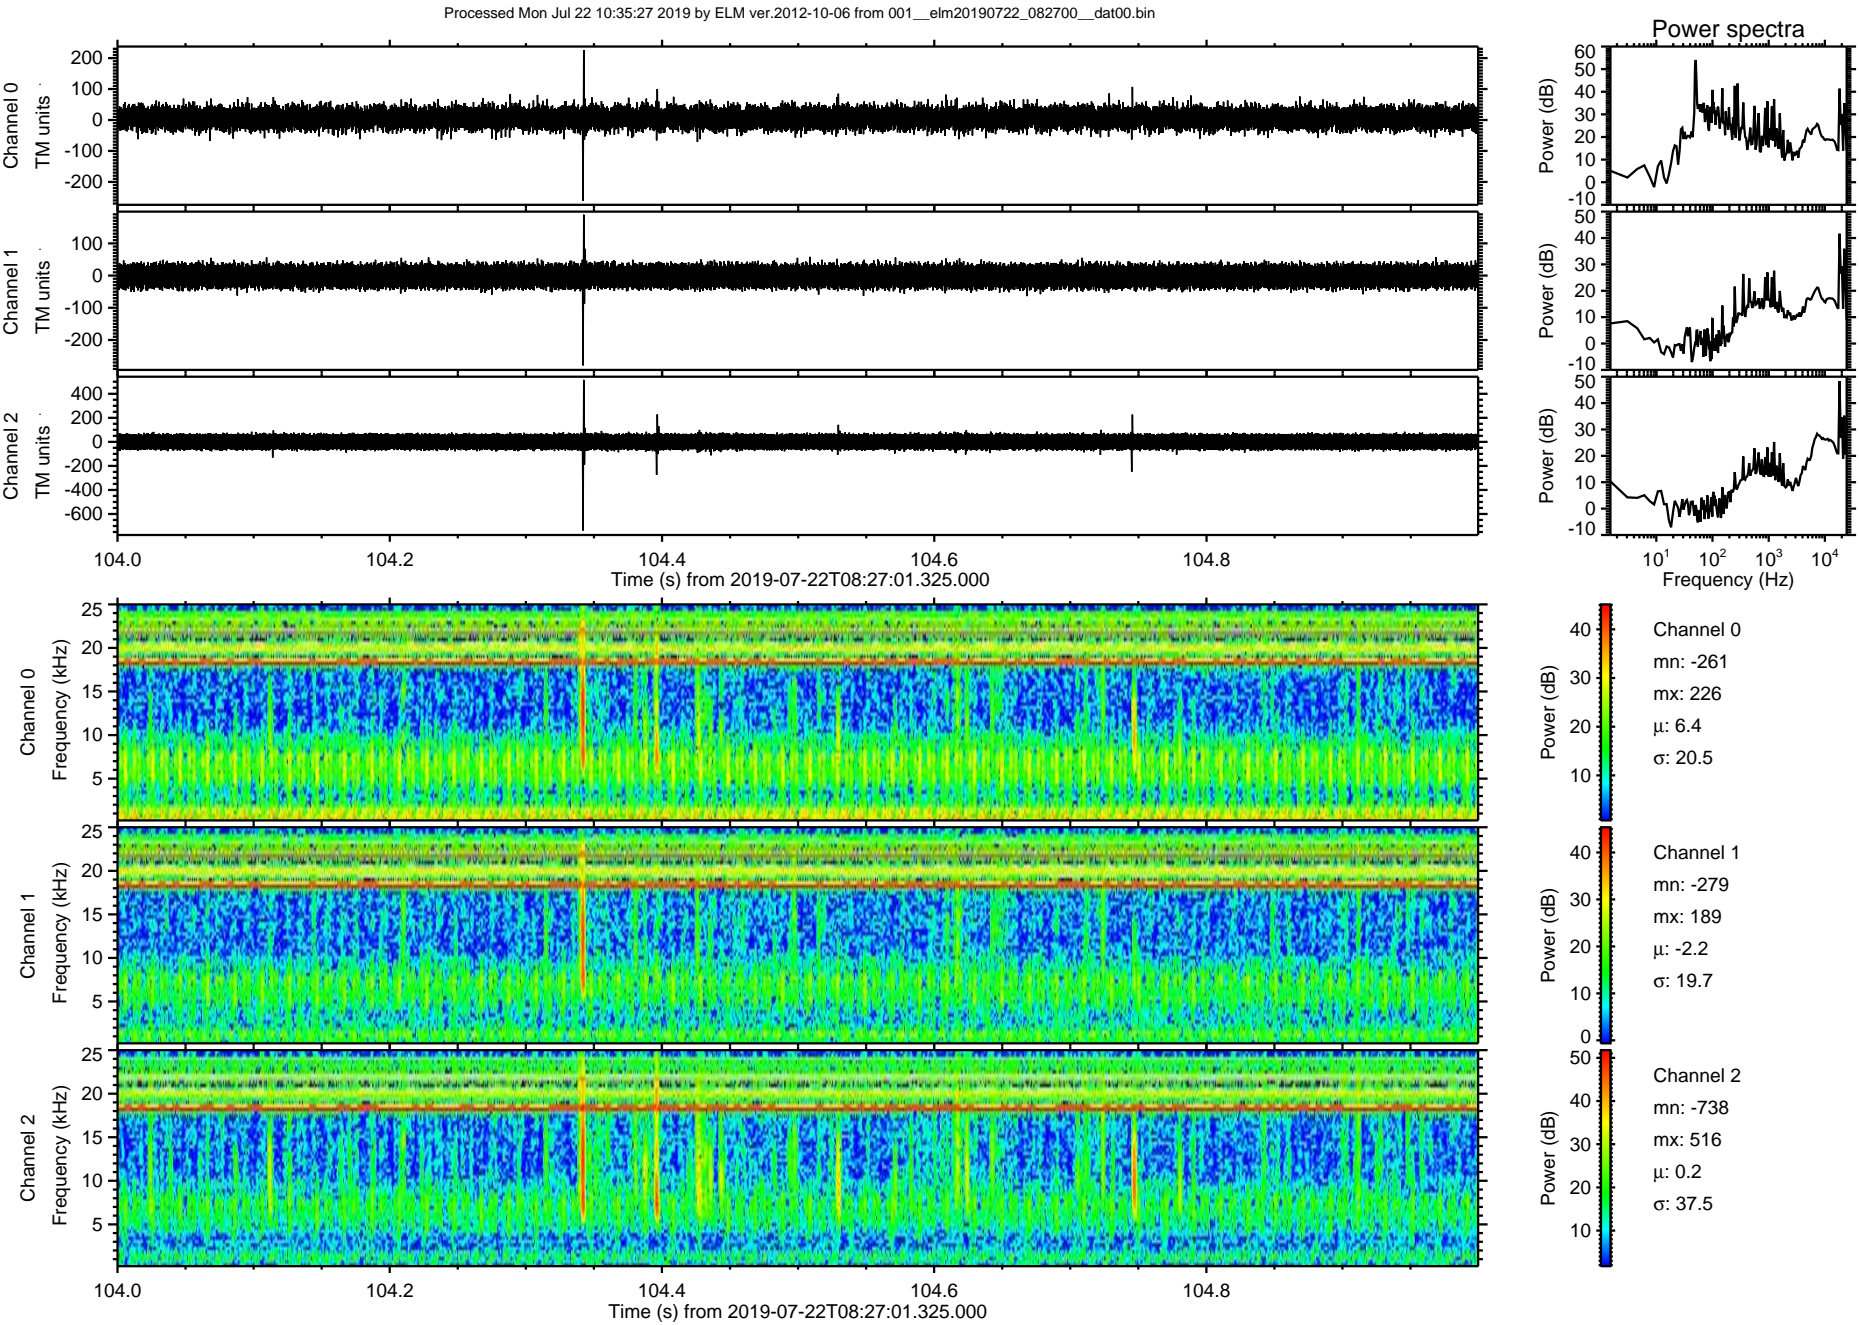 Processed Mon Jul 22 10:35:27 2019 by ELM ver.2012-10-06 from 001__elm20190722_082700__dat00.bin
Power spectra
Channel 0
TM units
200
100
0
-100
-200
Power (dB)
60
50
40
30
20
10
0
-10
Channel 1
TM units
100
0
-100
-200
Power (dB)
50
40
30
20
10
0
-10
Channel 2
TM units
400
200
0
-200
-400
-600
Power (dB)
50
40
30
20
10
0
-10
104.0 104.2 104.4 104.6 104.8
Time (s) from 2019-07-22T08:27:01.325.000
10¹ 10² 10³ 10⁴
Frequency (Hz)
Channel 0
Frequency (kHz)
25
20
15
10
5
Power (dB)
40
30
20
10
Channel 0
mn: -261
mx: 226
μ: 6.4
σ: 20.5
Channel 1
Frequency (kHz)
25
20
15
10
5
Power (dB)
40
30
20
10
0
Channel 1
mn: -279
mx: 189
μ: -2.2
σ: 19.7
Channel 2
Frequency (kHz)
25
20
15
10
5
Power (dB)
50
40
30
20
10
Channel 2
mn: -738
mx: 516
μ: 0.2
σ: 37.5
104.0 104.2 104.4 104.6 104.8
Time (s) from 2019-07-22T08:27:01.325.000